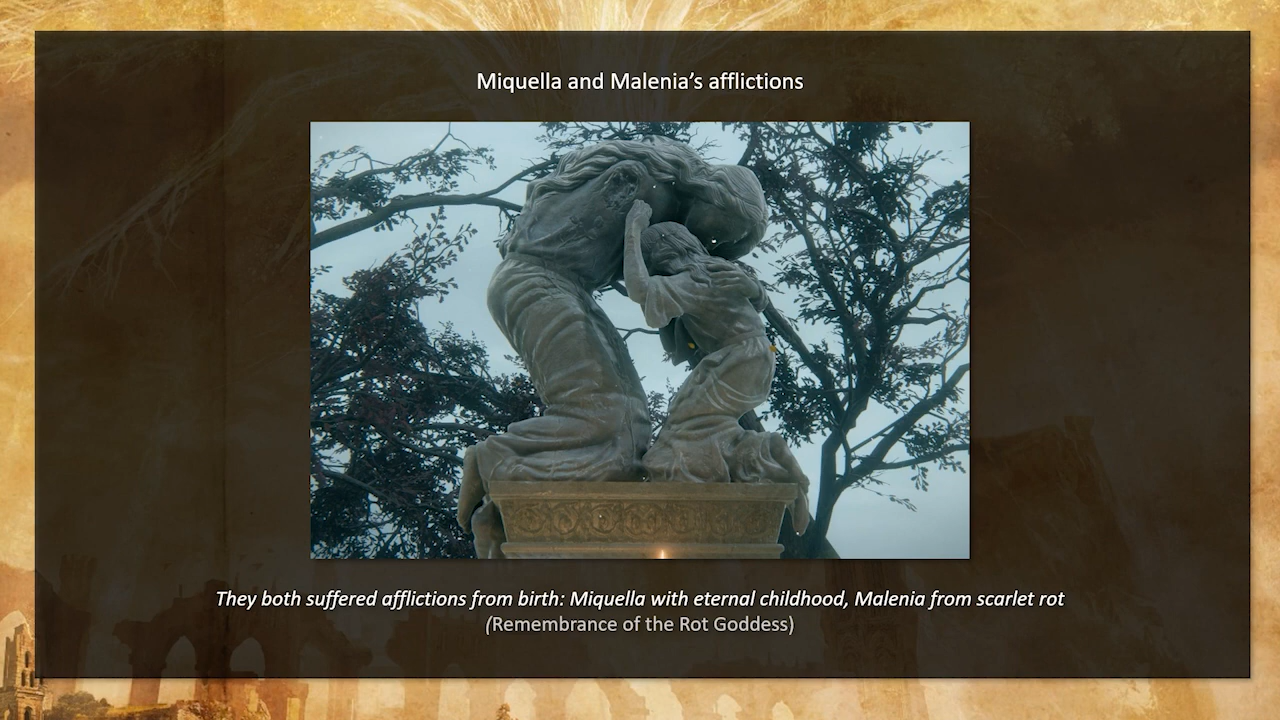 Miquella and Malenia’s afflictions
They both suffered afflictions from birth: Miquella with eternal childhood, Malenia from scarlet rot
(Remembrance of the Rot Goddess)